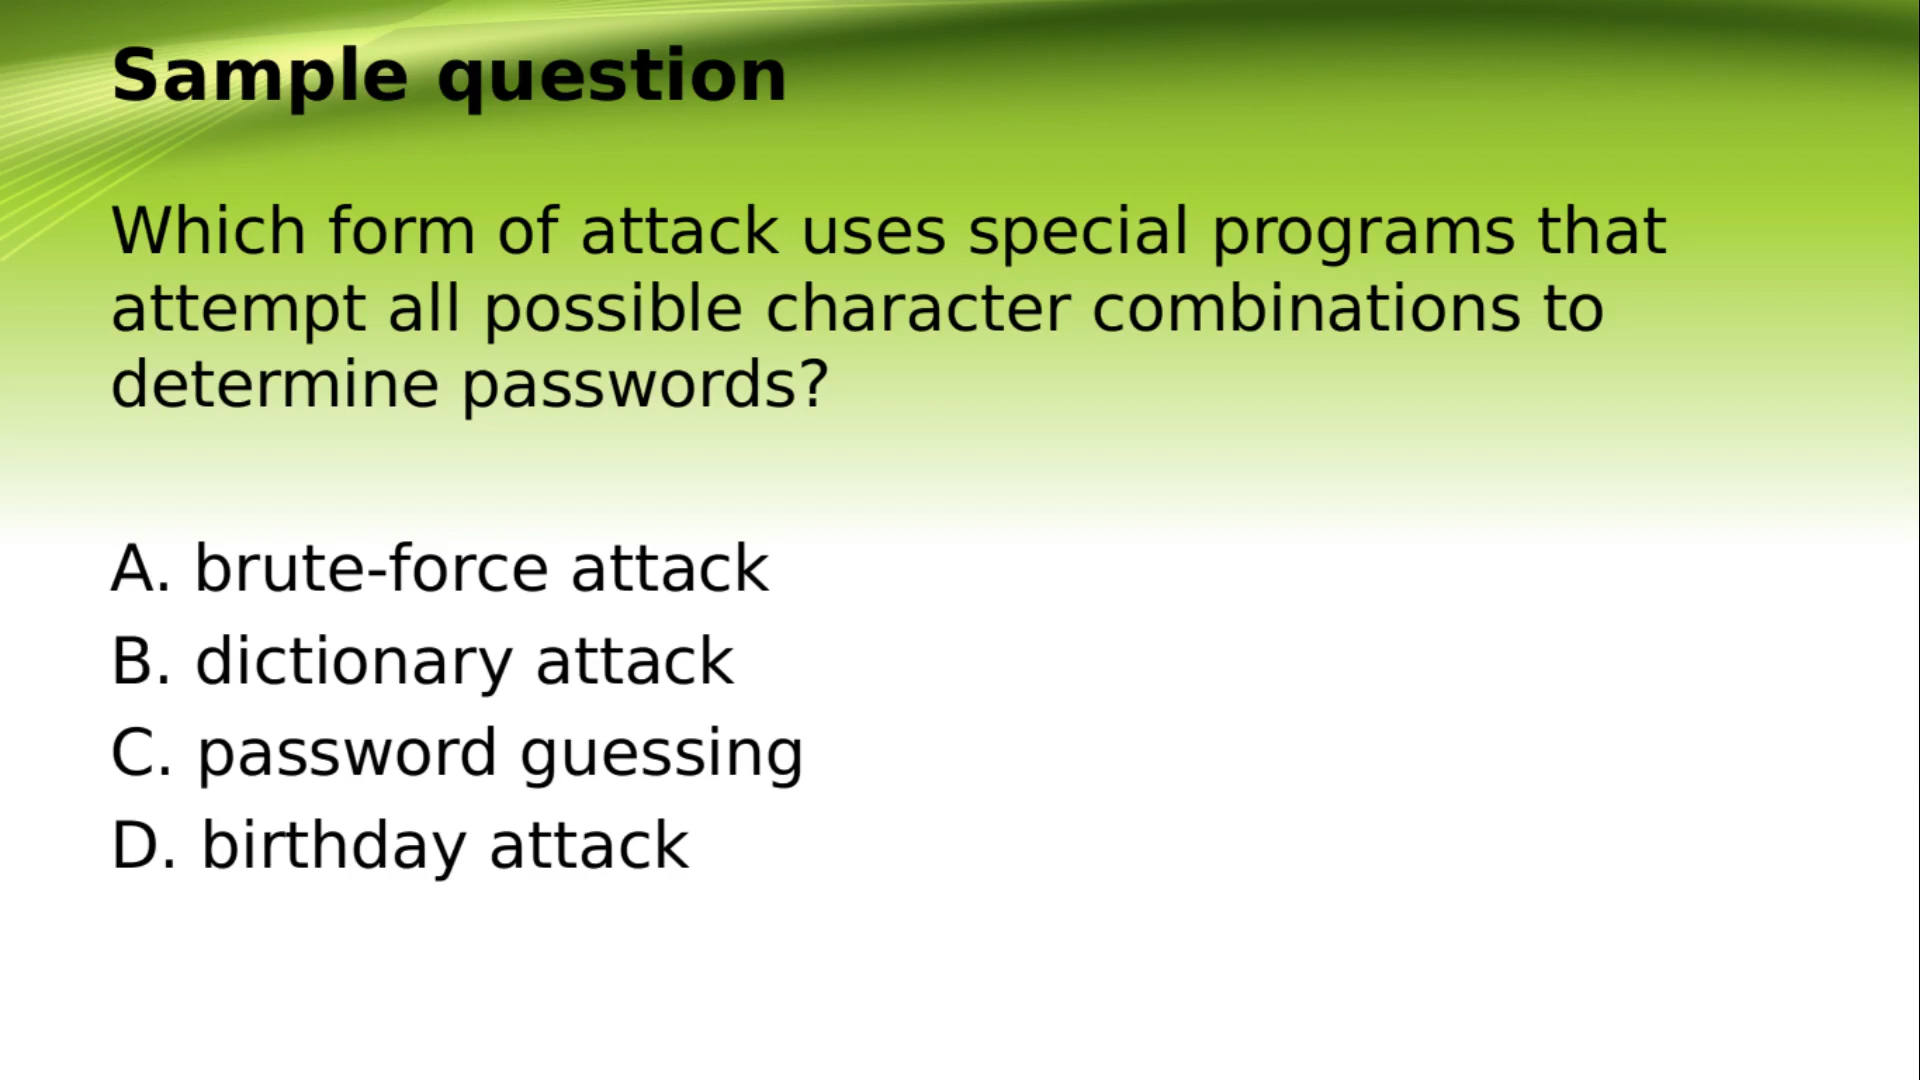 Sample question
Which form of attack uses special programs that
attempt all possible character combinations to
determine passwords?
A. brute-force attack
B. dictionary attack
C. password guessing
D. birthday attack